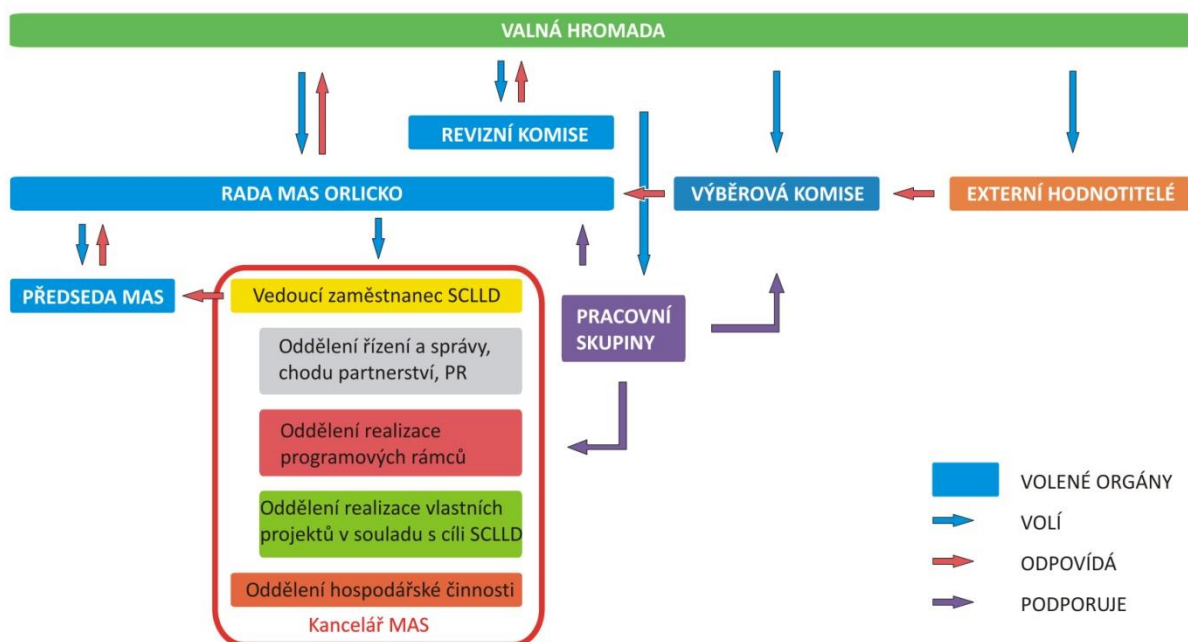 VALNÁ HROMADA
REVIZNÍ KOMISE
RADA MAS ORLICKO
VÝBĚROVÁ KOMISE
EXTERNÍ HODNOTITELÉ
PŘEDSEDA MAS
Vedoucí zaměstnanec SCLLD
PRACOVNÍ
SKUPINY
Oddělení řízení a správy,
chodu partnerství, PR
Oddělení realizace
programových rámců
Oddělení realizace vlastních
projektů v souladu s cíli SCLLD
Oddělení hospodářské činnosti
Kancelář MAS
VOLENÉ ORGÁNY
VOLÍ
ODPOVÍDÁ
PODPORUJE